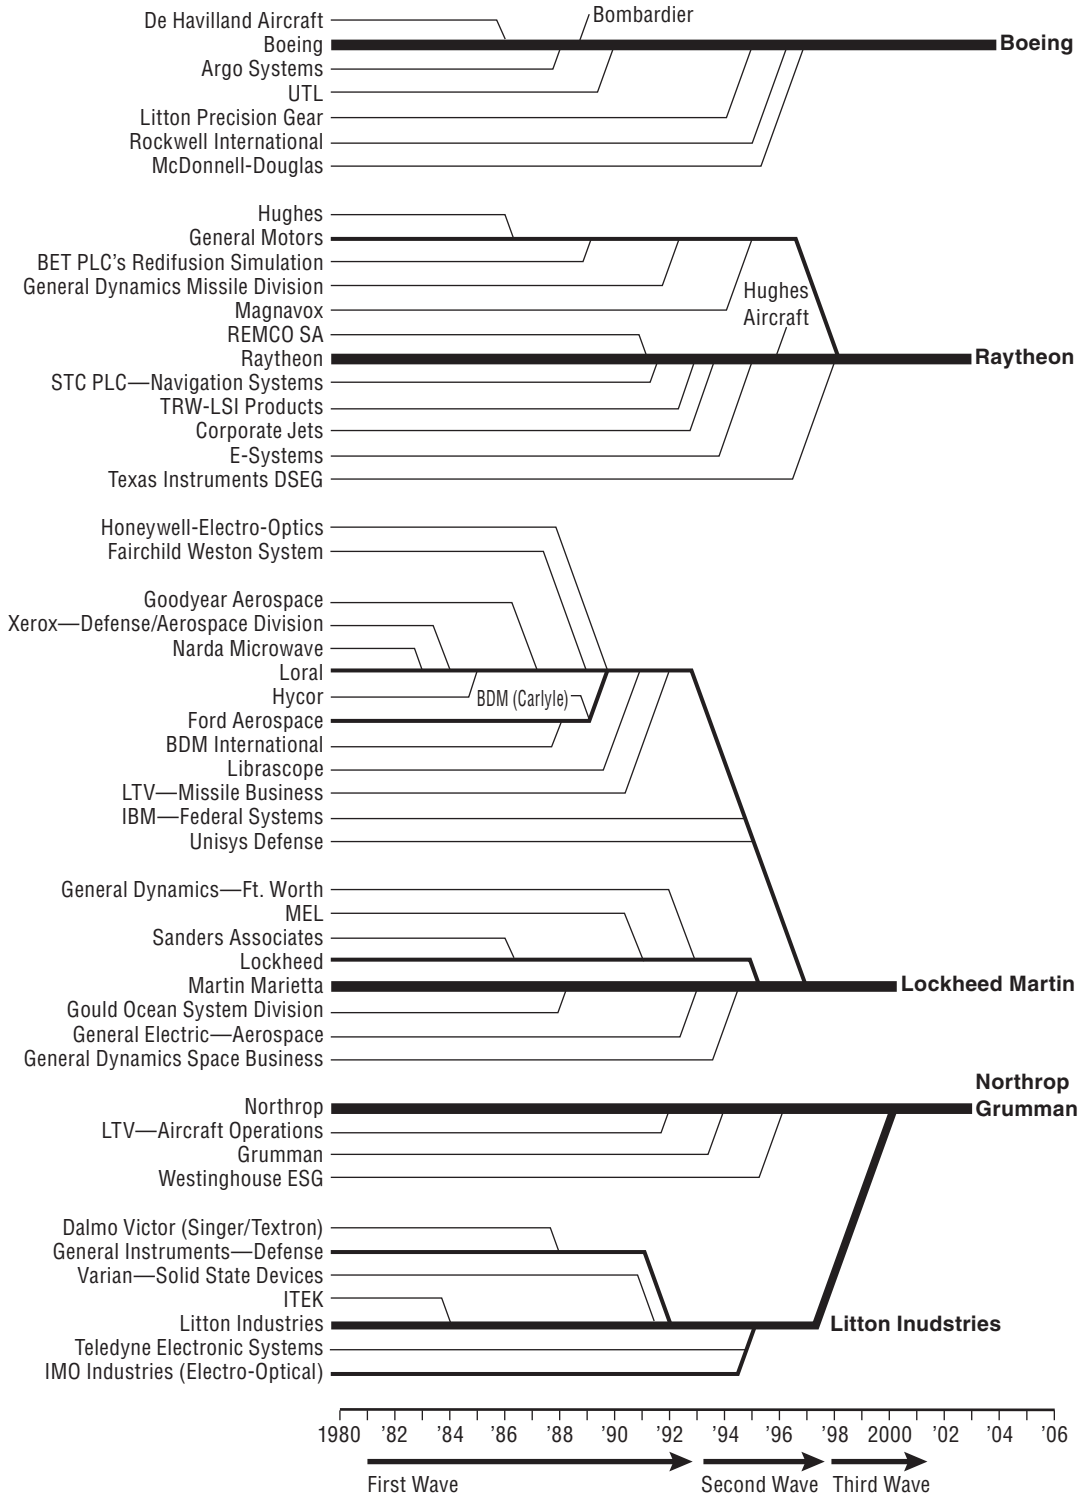 De Havilland Aircraft
Bombardier
Boeing
Boeing
Argo Systems
UTL
Litton Precision Gear
Rockwell International
McDonnell-Douglas
Hughes
General Motors
BET PLC's Redifusion Simulation
General Dynamics Missile Division
Magnavox
Hughes
Aircraft
REMCO SA
Raytheon
Raytheon
STC PLC—Navigation Systems
TRW-LSI Products
Corporate Jets
E-Systems
Texas Instruments DSEG
Honeywell-Electro-Optics
Fairchild Weston System
Goodyear Aerospace
Xerox—Defense/Aerospace Division
Narda Microwave
Loral
Hycor
BDM (Carlyle)
Ford Aerospace
BDM International
Librascope
LTV—Missile Business
IBM—Federal Systems
Unisys Defense
General Dynamics—Ft. Worth
MEL
Sanders Associates
Lockheed
Martin Marietta
Lockheed Martin
Gould Ocean System Division
General Electric—Aerospace
General Dynamics Space Business
Northrop
Northrop
Grumman
LTV—Aircraft Operations
Grumman
Westinghouse ESG
Dalmo Victor (Singer/Textron)
General Instruments—Defense
Varian—Solid State Devices
ITEK
Litton Industries
Litton Inudstries
Teledyne Electronic Systems
IMO Industries (Electro-Optical)
1980 '82 '84 '86 '88 '90 '92 '94 '96 '98 2000 '02 '04 '06
First Wave Second Wave Third Wave